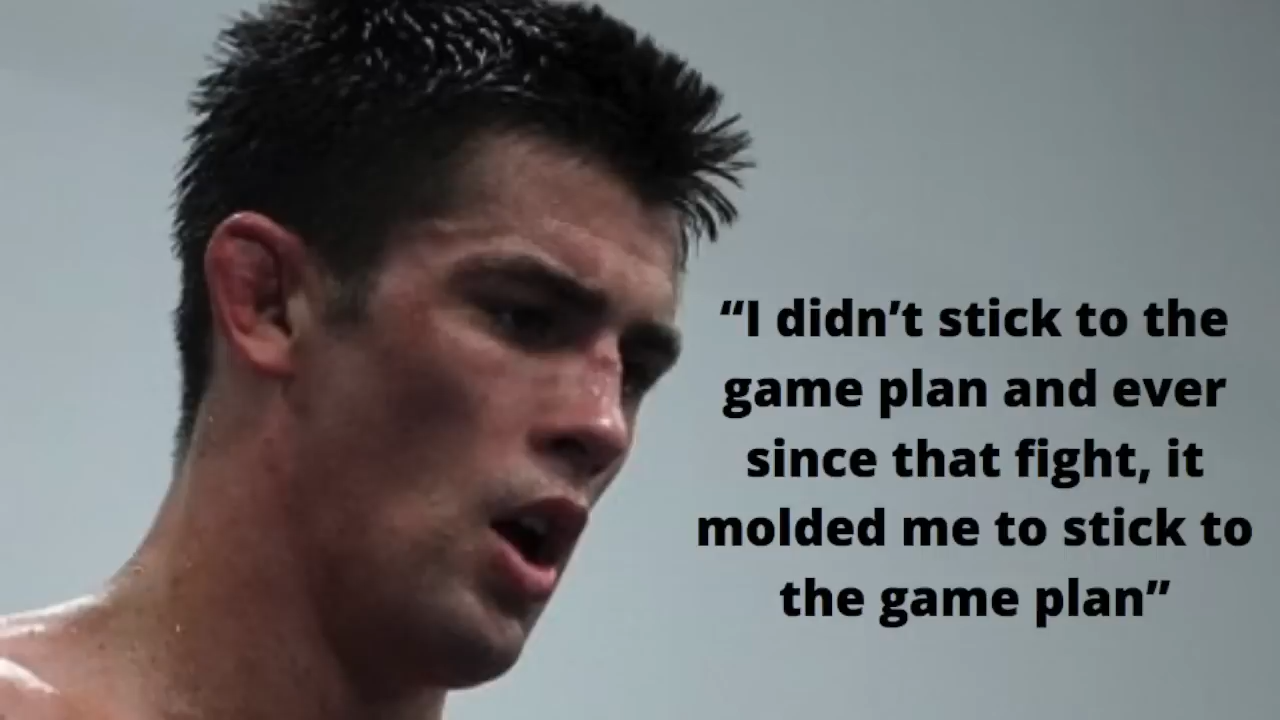 “I didn’t stick to the
game plan and ever
since that fight, it
molded me to stick to
the game plan”